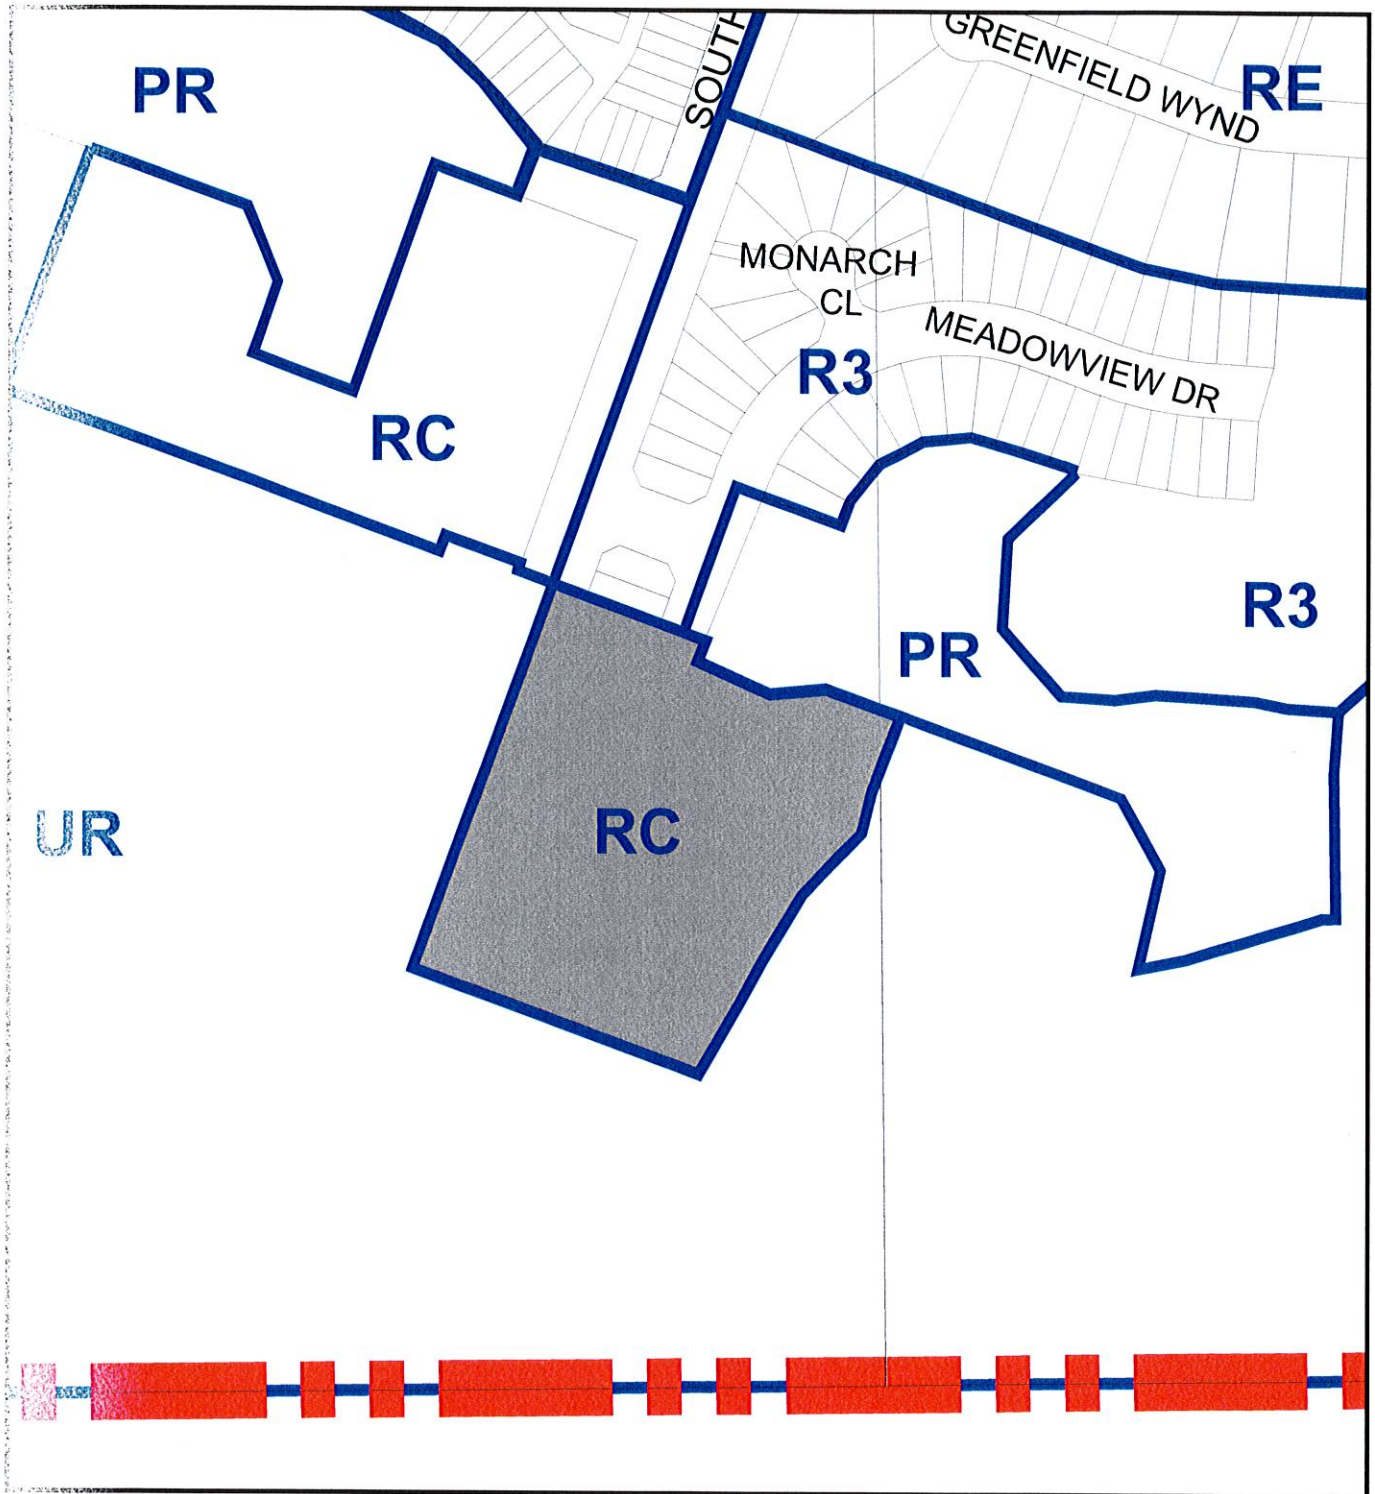 SOUTH
GREENFIELD WYND
PR
RE
MONARCH
CL
MEADOWVIEW DR
R3
RC
R3
PR
RC
UR